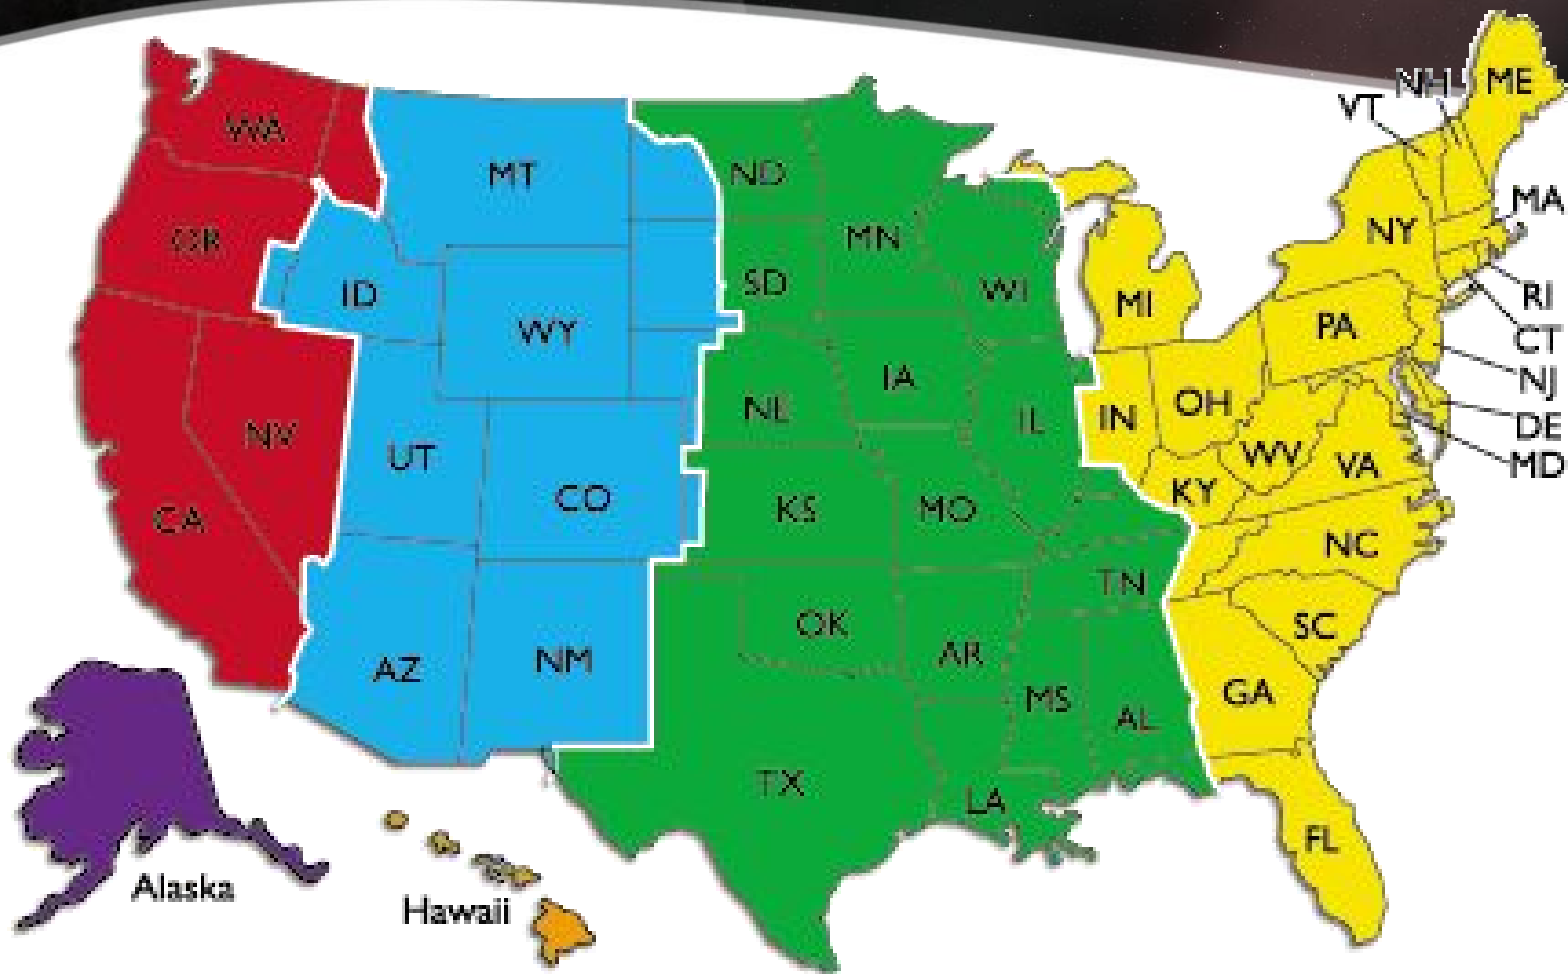 WA
MT
ND
MN
VT
NH
ME
OR
ID
WY
SD
WI
MI
NY
MA
RI
CT
NJ
DE
MD
PA
NV
UT
CO
NE
IA
IL
IN
OH
WV
VA
KY
CA
KS
MO
NC
TN
AZ
NM
OK
AR
SC
MS
AL
GA
TX
LA
FL
Alaska
Hawaii